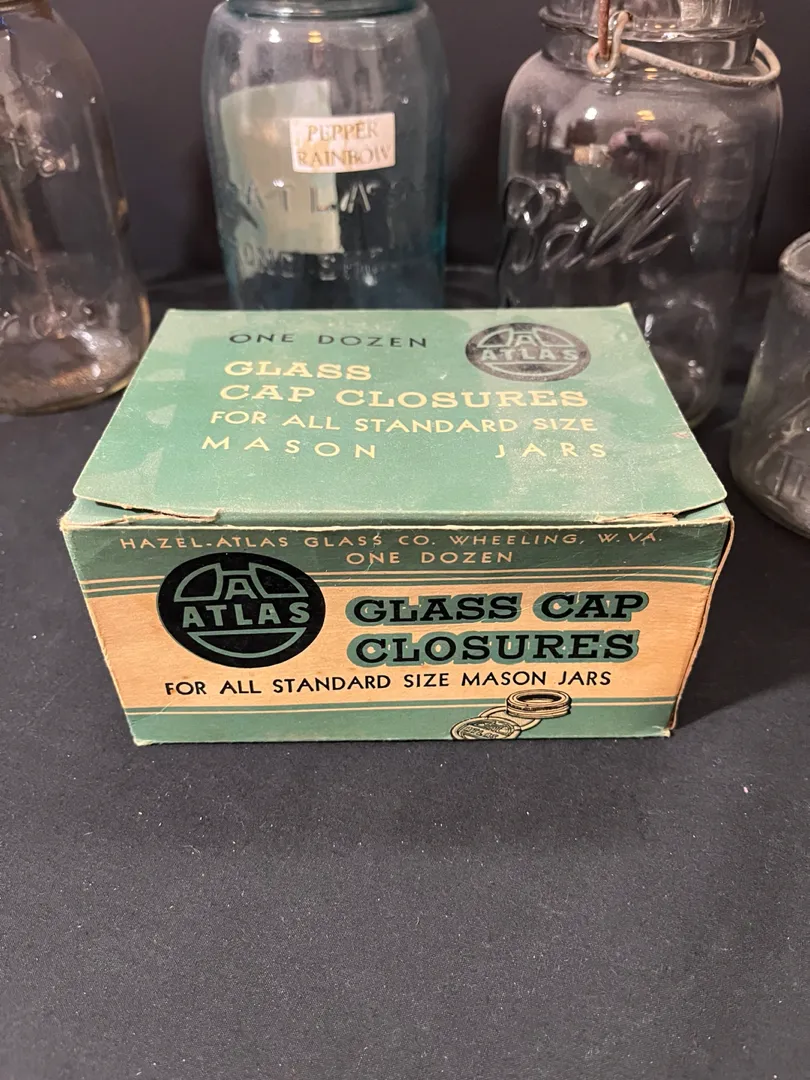 PEPPER
RAINBOW
ATLAS
Ball
ONE DOZEN
ATLAS
GLASS
CAP CLOSURES
FOR ALL STANDARD SIZE
MASON JARS
HAZEL-ATLAS GLASS CO. WHEELING, W. VA.
ONE DOZEN
A
ATLAS
GLASS CAP
CLOSURES
FOR ALL STANDARD SIZE MASON JARS